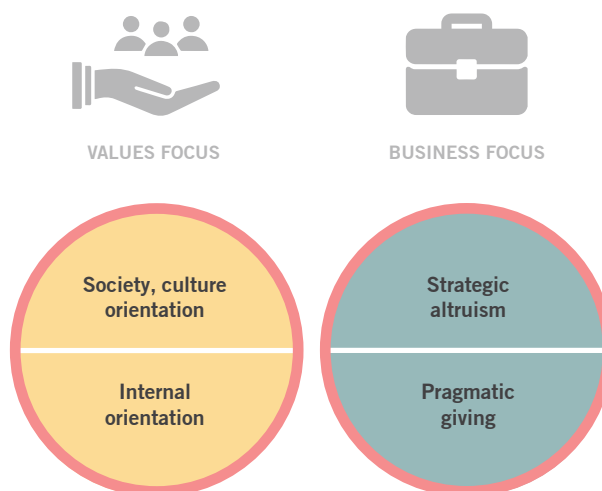 VALUES FOCUS
BUSINESS FOCUS
Society, culture
orientation
Strategic
altruism
Internal
orientation
Pragmatic
giving